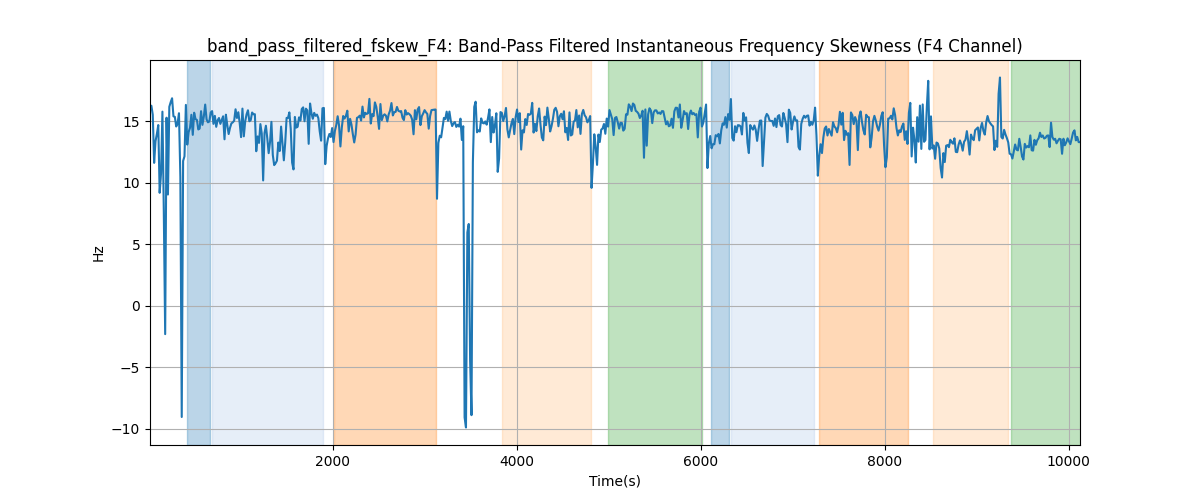 band_pass_filtered_fskew_F4: Band-Pass Filtered Instantaneous Frequency Skewness (F4 Channel)
15
10
5
0
−5
−10
Hz
2000 4000 6000 8000 10000
Time(s)